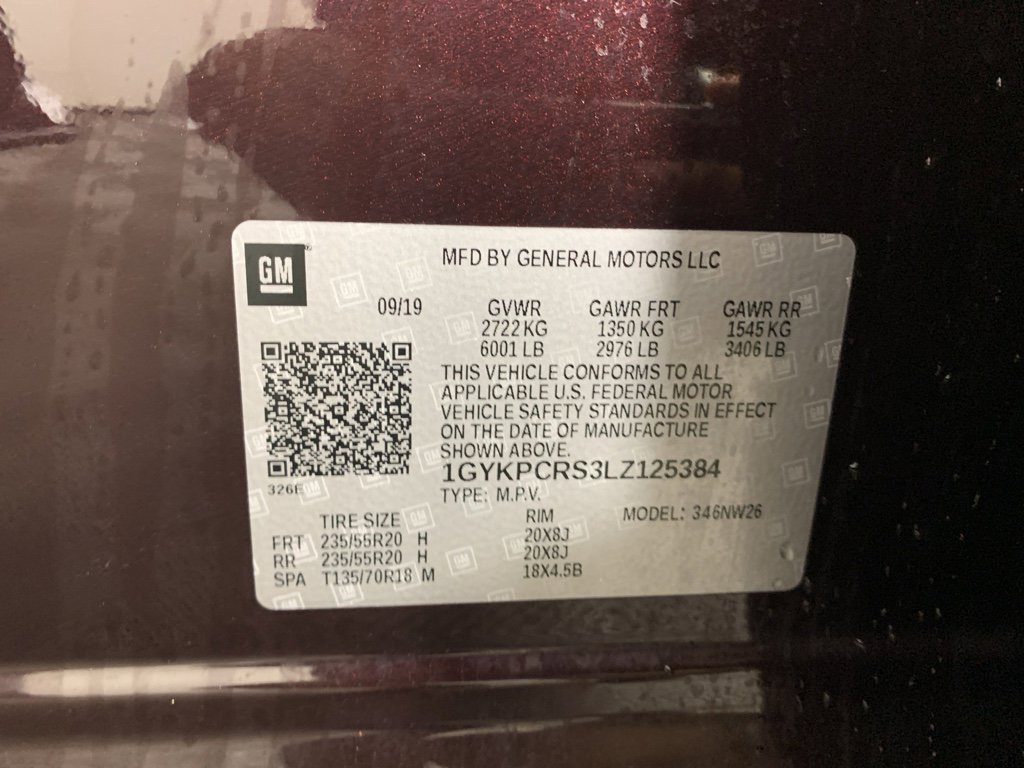 GM
MFD BY GENERAL MOTORS LLC
09/19 GVWR GAWR FRT GAWR RR
2722 KG 1350 KG 1545 KG
6001 LB 2976 LB 3406 LB
THIS VEHICLE CONFORMS TO ALL
APPLICABLE U.S. FEDERAL MOTOR
VEHICLE SAFETY STANDARDS IN EFFECT
ON THE DATE OF MANUFACTURE
SHOWN ABOVE.
1GYKPCRS3LZ125384
326E
TYPE: M.P.V.
TIRE SIZE RIM MODEL: 346NW26
FRT 235/55R20 H 20X8J
RR 235/55R20 H 20X8J
SPA T135/70R18 M 18X4.5B